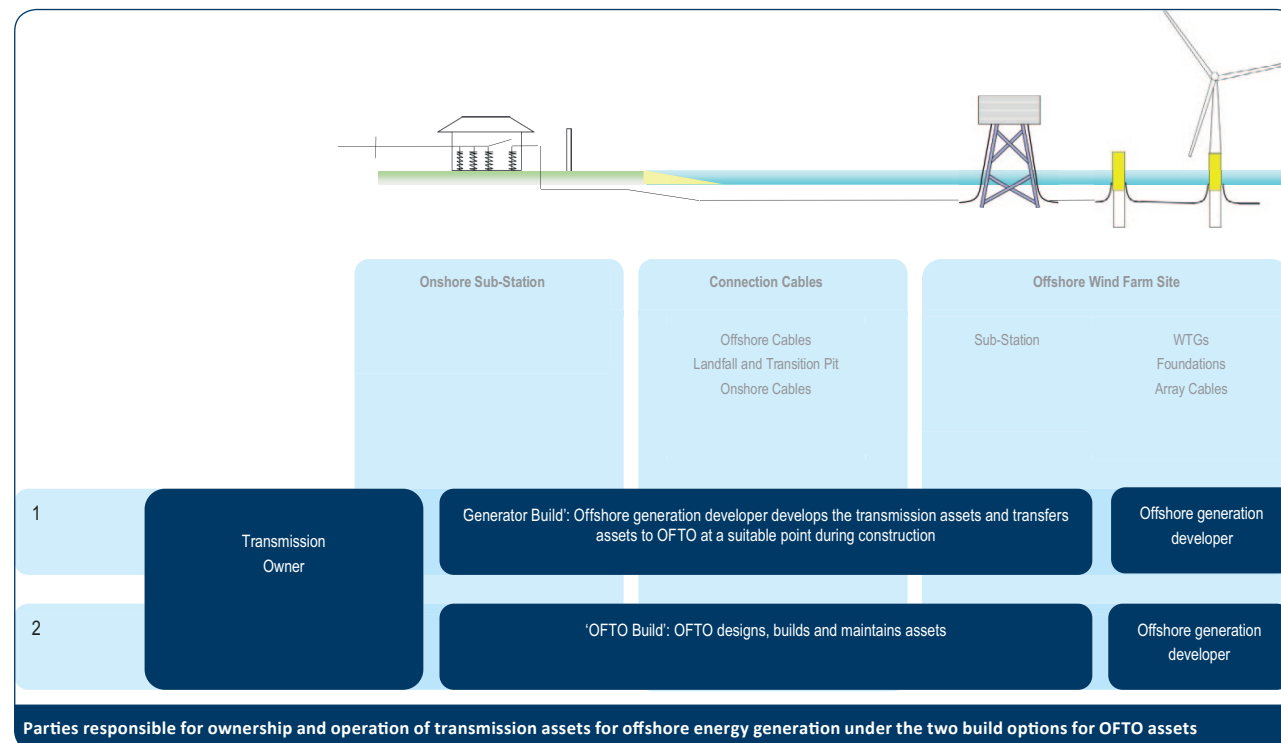 Onshore Sub-Station
Connection Cables
Offshore Wind Farm Site
Offshore Cables
Landfall and Transition Pit
Onshore Cables
Sub-Station
WTGs
Foundations
Array Cables
1
Transmission
Owner
Generator Build’: Offshore generation developer develops the transmission assets and transfers
assets to OFTO at a suitable point during construction
Offshore generation
developer
2
‘OFTO Build’: OFTO designs, builds and maintains assets
Offshore generation
developer
Parties responsible for ownership and operation of transmission assets for offshore energy generation under the two build options for OFTO assets